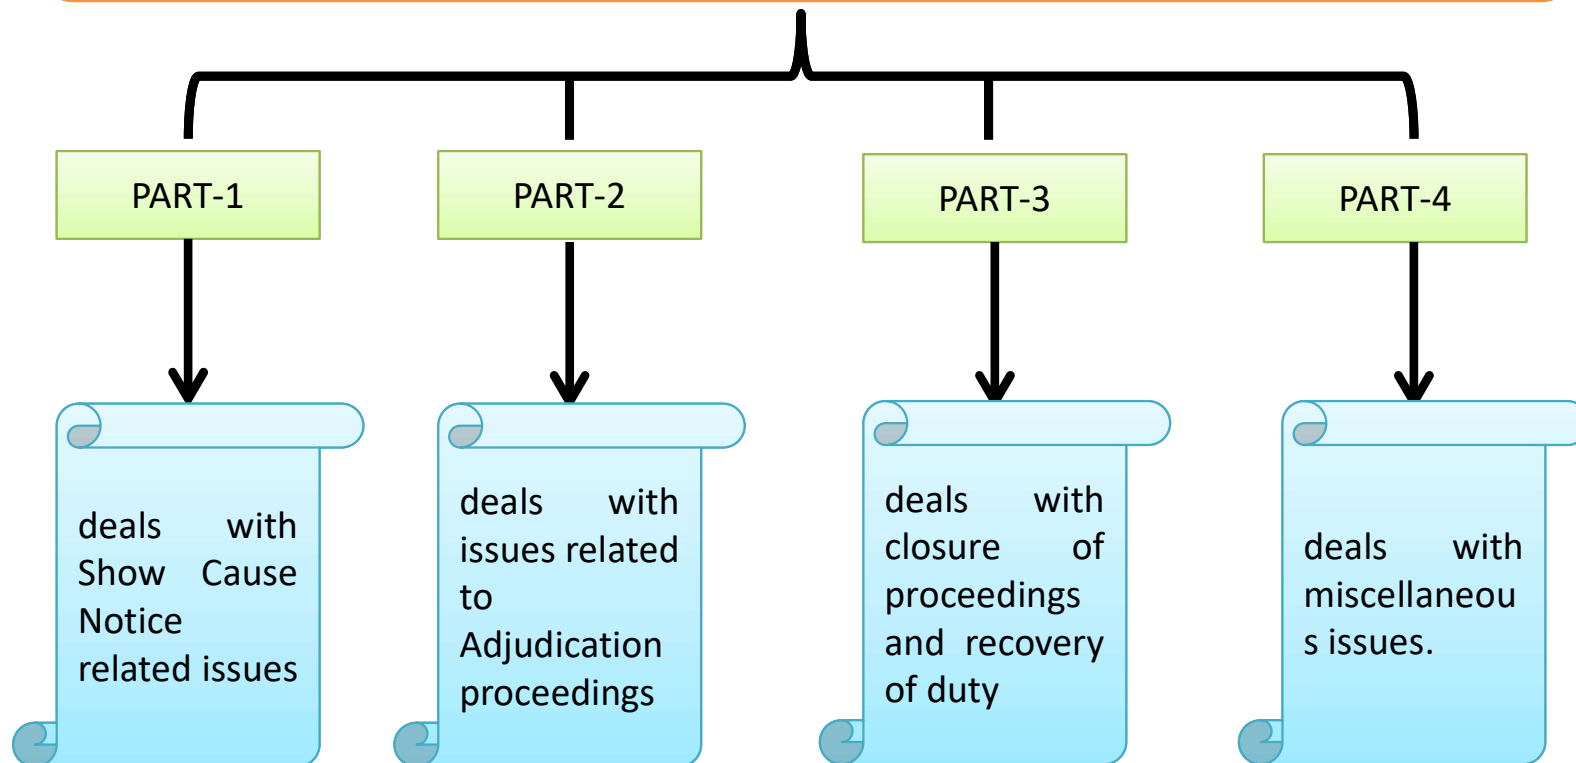 PART-1
PART-2
PART-3
PART-4
deals with
Show Cause
Notice
related issues
deals with
issues related
to
Adjudication
proceedings
deals with
closure of
proceedings
and recovery
of duty
deals with
miscellaneou
s issues.